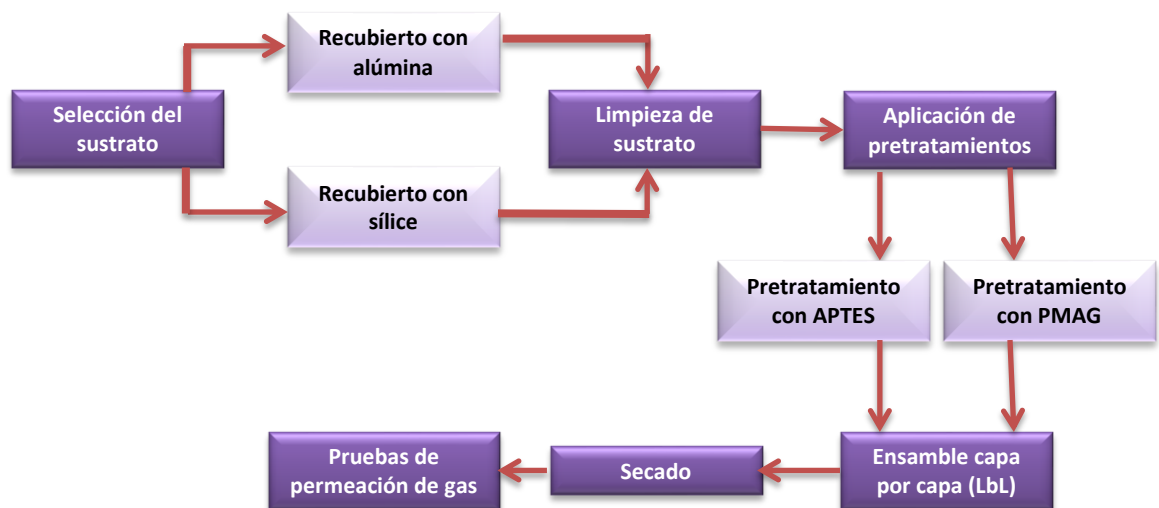 Recubierto con
alúmina
Selección del
sustrato
Limpieza de
sustrato
Aplicación de
pretratamientos
Recubierto con
sílice
Pretratamiento
con APTES
Pretratamiento
con PMAG
Ensamble capa
por capa (LbL)
Secado
Pruebas de
permeación de gas